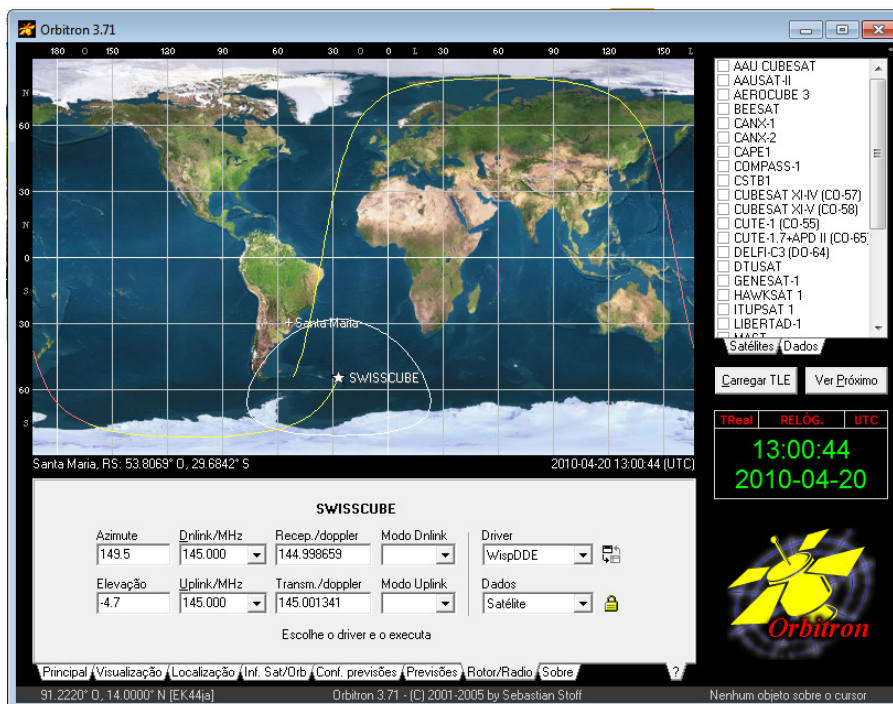 Orbitron 3.71
180 O 150 120 90 60 30 O 0 L 30 60 90 120 150 L
N
60
30
N
0
S
30
60
S
Santa Maria
SWISSCUBE
Santa Maria, RS: 53.8069° O, 29.6842° S 2010-04-20 13:00:44 (UTC)
AAU CUBESAT
AAUSAT-II
AEROCUBE 3
BEESAT
CANX-1
CANX-2
CAPE1
COMPASS-1
CSTB1
CUBESAT XI-IV (CO-57)
CUBESAT XI-V (CO-58)
CUTE-1 (CO-55)
CUTE-1.7+APD II (CO-65)
DELFI-C3 (DO-64)
DTUSAT
GENESAT-1
HAWKSAT 1
ITUPSAT 1
LIBERTAD-1
MAST
Satélites Dados
Carregar TLE Ver Próximo
TReal RELÓG. UTC
13:00:44
2010-04-20
Orbitron
SWISSCUBE
Azimute Dnlink/MHz Recep./doppler Modo Dnlink Driver
149.5 145.000 144.998659 WispDDE
Elevação Uplink/MHz Transm./doppler Modo Uplink Dados
-4.7 145.000 145.001341 Satélite
Escolhe o driver e o executa
Principal Visualização Localização Inf. Sat/Orb Conf. previsões Previsões Rotor/Radio Sobre ?
91.2220° O, 14.0000° N [EK44ja] Orbitron 3.71 - (C) 2001-2005 by Sebastian Stoff Nenhum objeto sobre o cursor